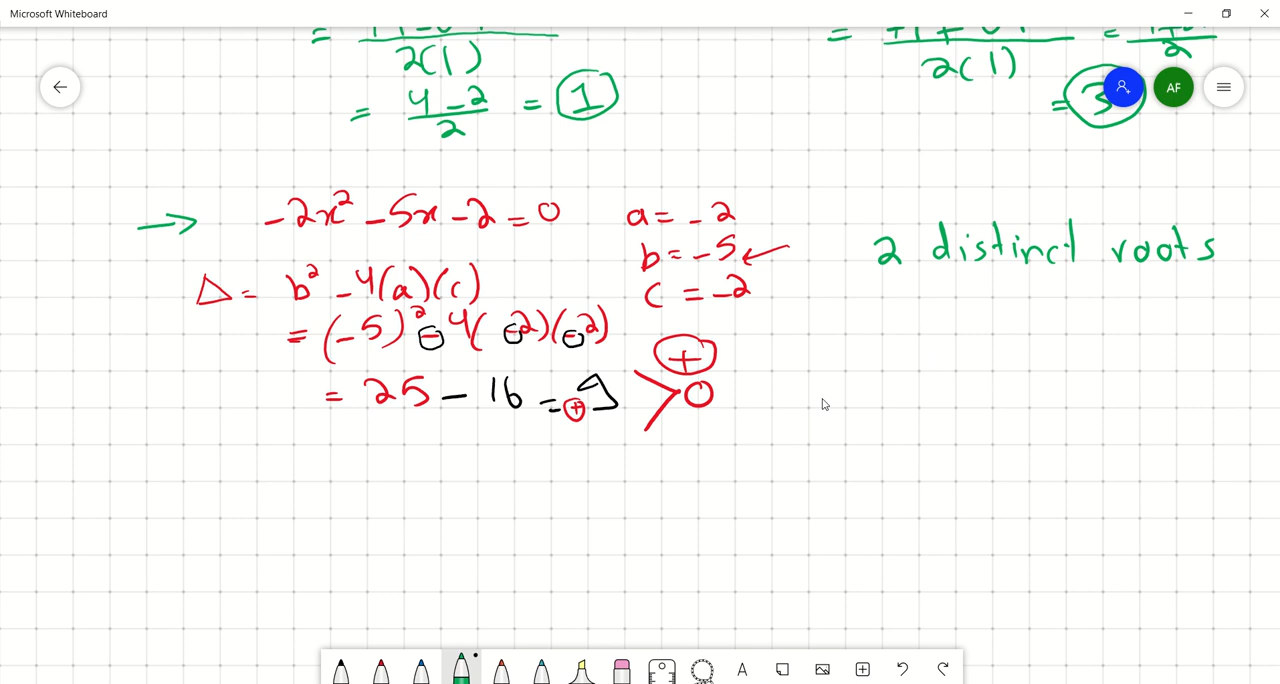 Microsoft Whiteboard
=
2(1)
= 4 - 2 / 2 = 1
=
2(1)
=
2
= 3
AF
→ -2x² - 5x - 2 = 0
a = -2
b = -5 ←
c = -2
2 distinct roots
Δ = b² - 4(a)(c)
= (-5)² - 4(-2)(-2)
= 25 - 16 = + 9 > 0
+
A